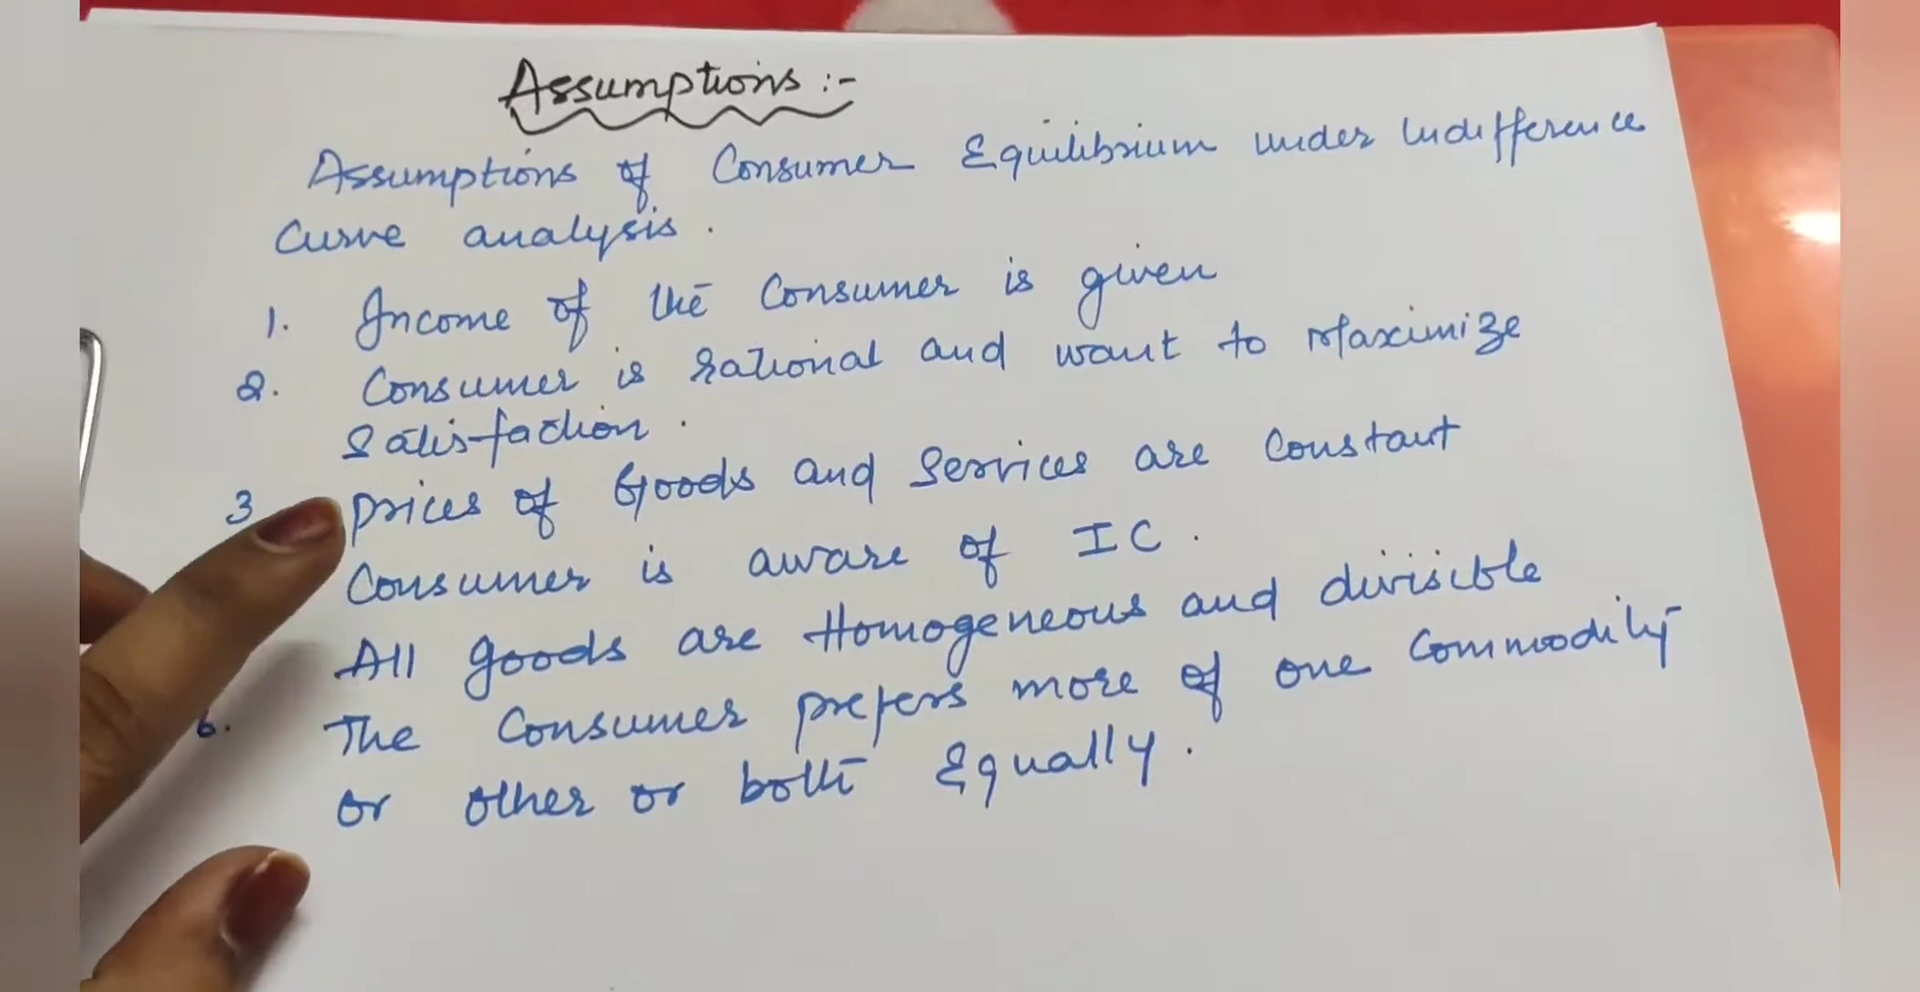 Assumptions :-
Assumptions of Consumer Equilibrium under Indifference
Curve analysis.
1. Income of the Consumer is given
2. Consumer is rational and want to Maximize
Satisfaction.
3 prices of Goods and Services are Constant
Consumer is aware of IC.
All goods are Homogeneous and divisible
6. The Consumer prefers more of one Commodity
or other or both Equally.